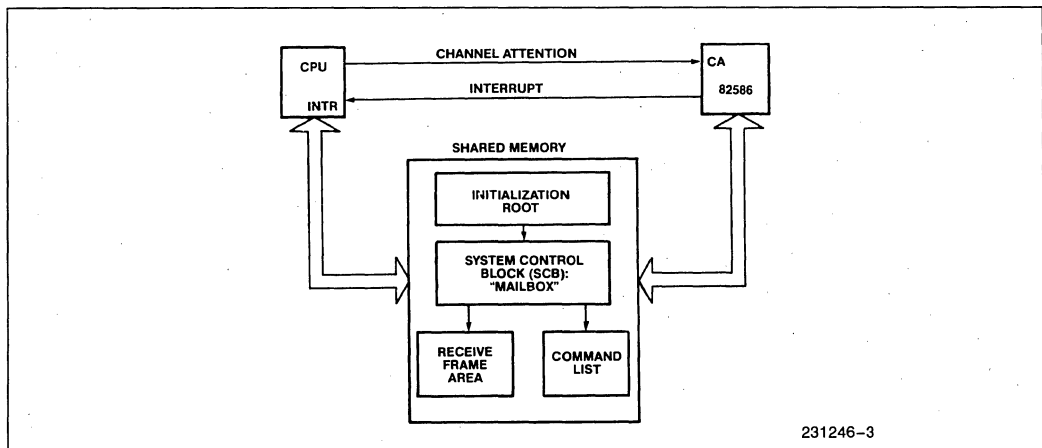 CHANNEL ATTENTION
CPU
CA
82586
INTERRUPT
INTR
SHARED MEMORY
INITIALIZATION
ROOT
SYSTEM CONTROL
BLOCK (SCB):
"MAILBOX"
RECEIVE
FRAME
AREA
COMMAND
LIST
231246-3